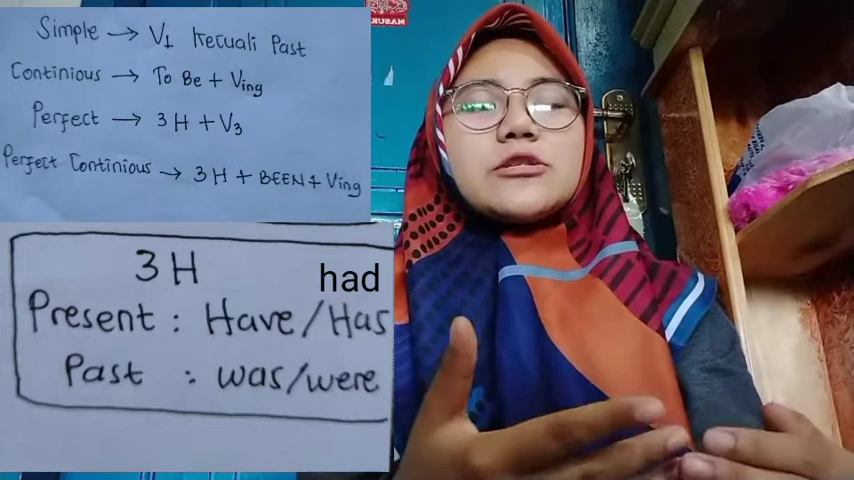 Simple → V1 Kecuali Past
Continious → To Be + Ving
Perfect → 3 H + V3
Perfect Continious → 3 H + BEEN + Ving
3 H
had
Present : Have/Has
Past : was/were
MASUK